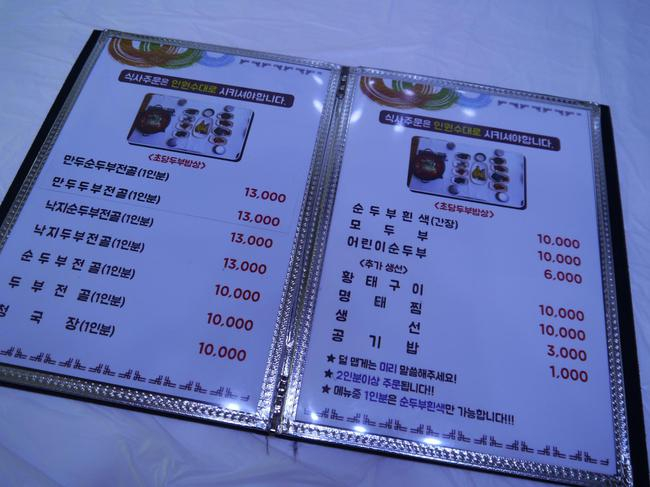 식사주문은 인원수대로 시키셔야합니다.
<초당두부밥상>
만두순두부전골(1인분) 13,000
만두두부전골(1인분) 13,000
낙지순두부전골(1인분) 13,000
낙지두부전골(1인분) 13,000
순두부전골(1인분) 10,000
두부전골(1인분) 10,000
청국장(1인분) 10,000
식사주문은 인원수대로 시키셔야합니다.
<초당두부밥상>
순두부흰색(간장) 10,000
모두부 10,000
어린이순두부 6,000
<추가 생선>
황태구이 10,000
명태찜 10,000
생선 3,000
공기밥 1,000
★ 덜 맵게는 미리 말씀해주세요!
★ 2인분이상 주문됩니다!!
★ 메뉴중 1인분은 순두부흰색만 가능합니다!!!